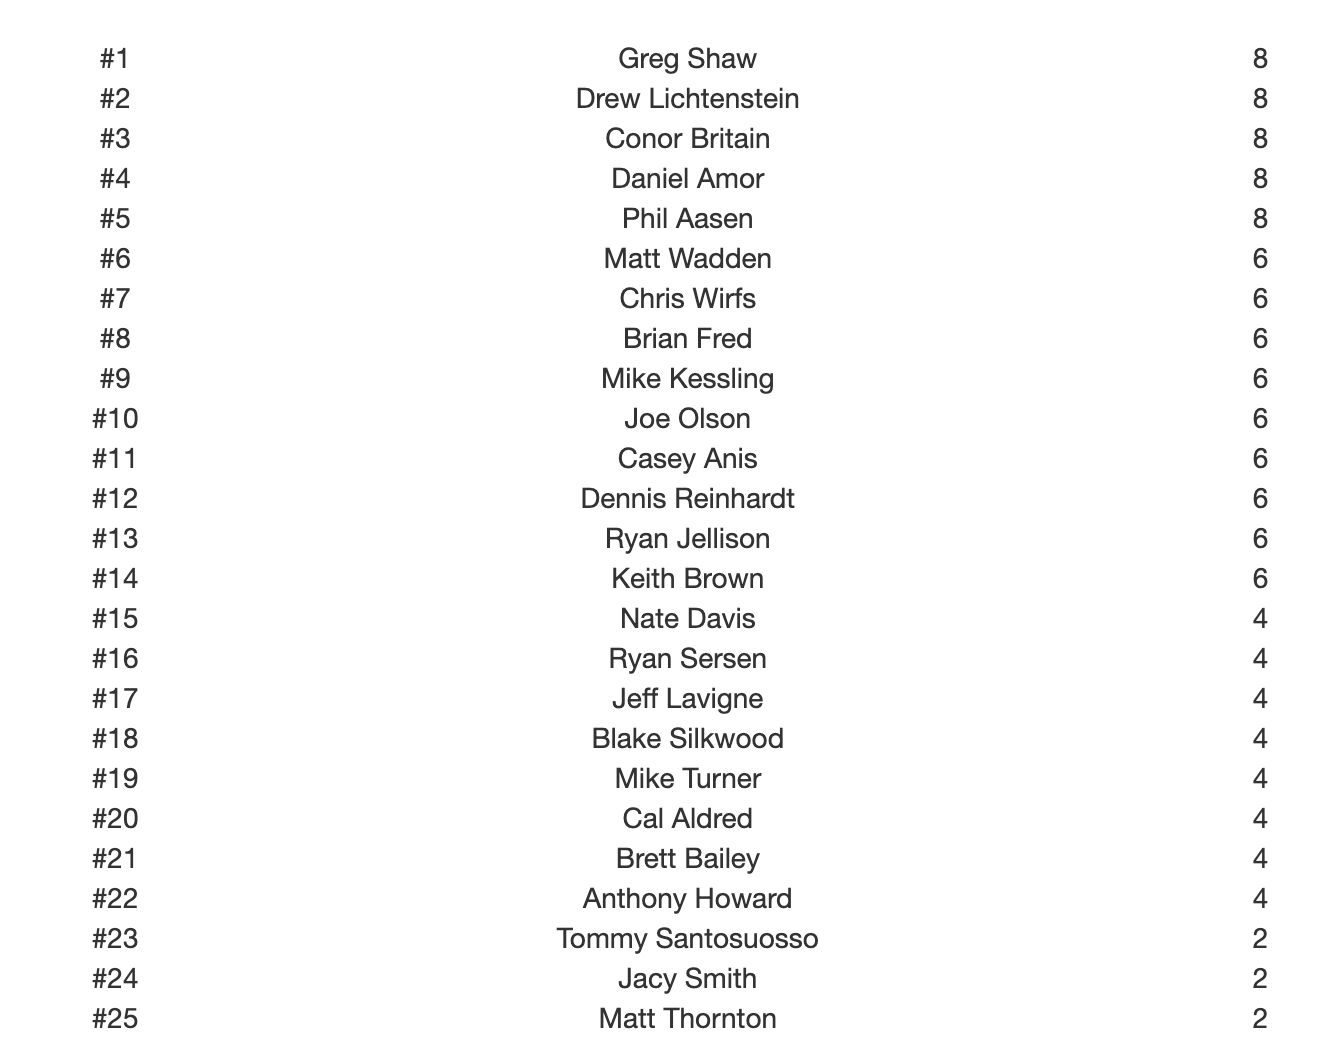 #1 Greg Shaw 8
#2 Drew Lichtenstein 8
#3 Conor Britain 8
#4 Daniel Amor 8
#5 Phil Aasen 8
#6 Matt Wadden 6
#7 Chris Wirfs 6
#8 Brian Fred 6
#9 Mike Kessling 6
#10 Joe Olson 6
#11 Casey Anis 6
#12 Dennis Reinhardt 6
#13 Ryan Jellison 6
#14 Keith Brown 6
#15 Nate Davis 4
#16 Ryan Sersen 4
#17 Jeff Lavigne 4
#18 Blake Silkwood 4
#19 Mike Turner 4
#20 Cal Aldred 4
#21 Brett Bailey 4
#22 Anthony Howard 4
#23 Tommy Santosuosso 2
#24 Jacy Smith 2
#25 Matt Thornton 2